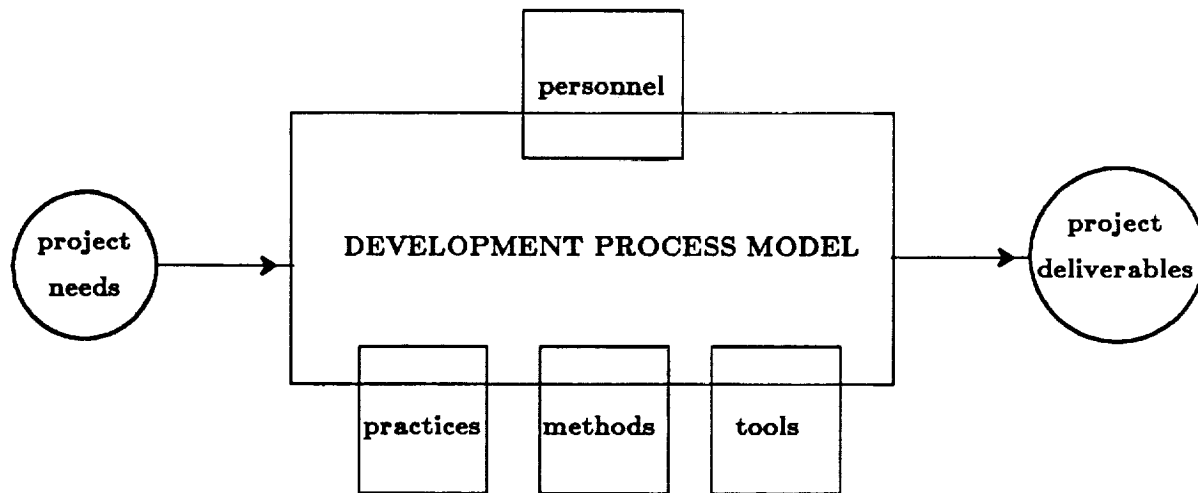 personnel
project
needs
DEVELOPMENT PROCESS MODEL
project
deliverables
practices
methods
tools